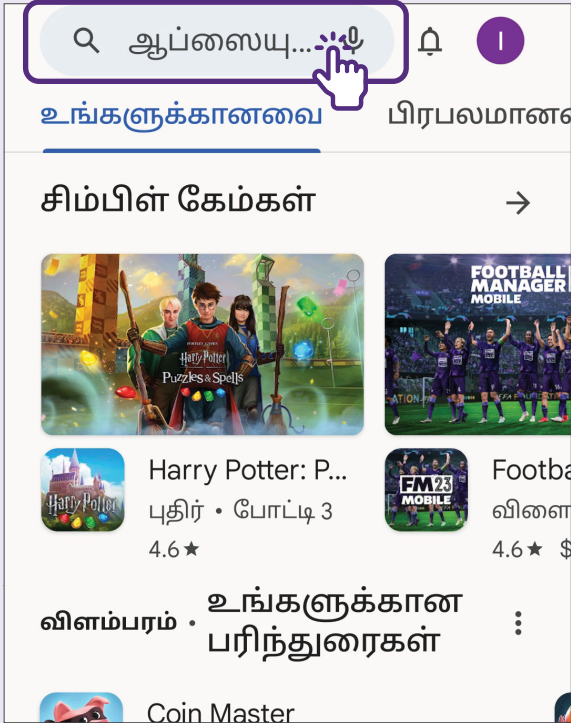 ஆப்ஸையு...
I
உங்களுக்கானவை
பிரபலமான
சிம்பிள் கேம்கள்
FOOTBALL
MANAGER
MOBILE
Harry Potter
Puzzles & Spells
Harry Potter
Harry Potter: P...
புதிர் • போட்டி 3
4.6★
FM23
MOBILE
Footba
விளை
4.6★ $
விளம்பரம் • உங்களுக்கான
பரிந்துரைகள்
Coin Master